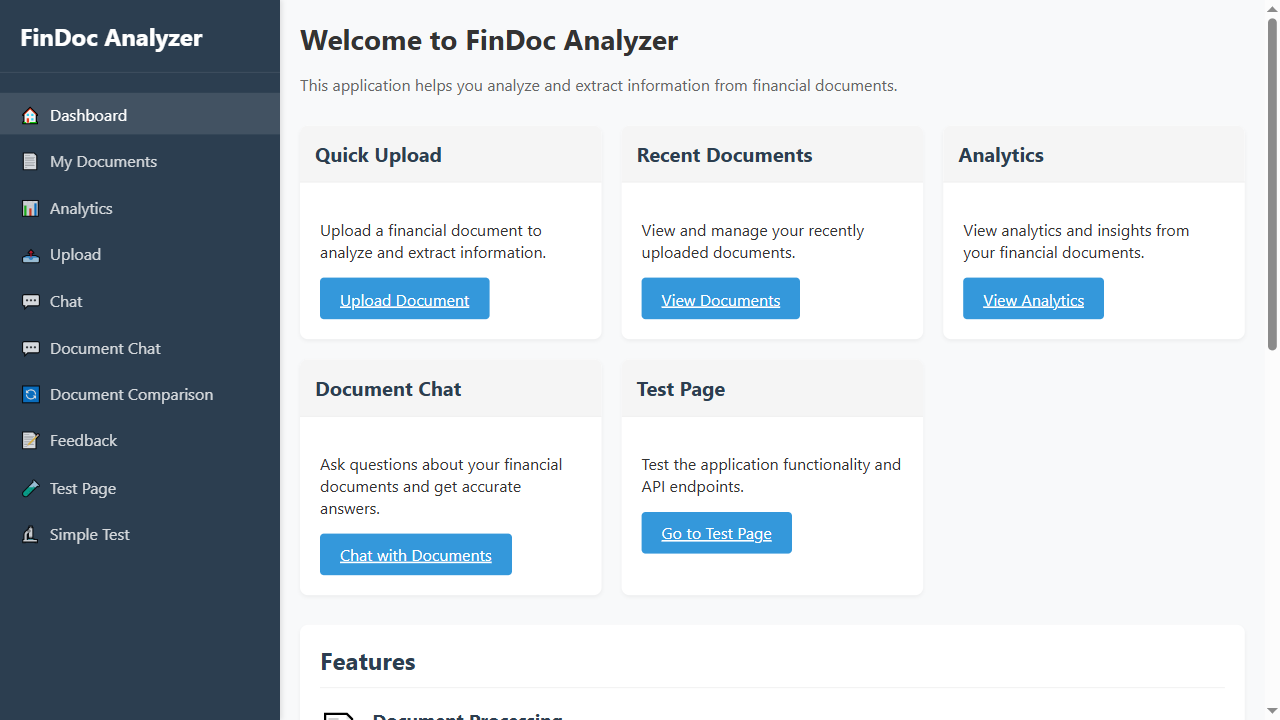 FinDoc Analyzer
Dashboard
My Documents
Analytics
Upload
Chat
Document Chat
Document Comparison
Feedback
Test Page
Simple Test
Welcome to FinDoc Analyzer
This application helps you analyze and extract information from financial documents.
Quick Upload
Upload a financial document to
analyze and extract information.
Upload Document
Recent Documents
View and manage your recently
uploaded documents.
View Documents
Analytics
View analytics and insights from
your financial documents.
View Analytics
Document Chat
Ask questions about your financial
documents and get accurate
answers.
Chat with Documents
Test Page
Test the application functionality and
API endpoints.
Go to Test Page
Features
Document Processing